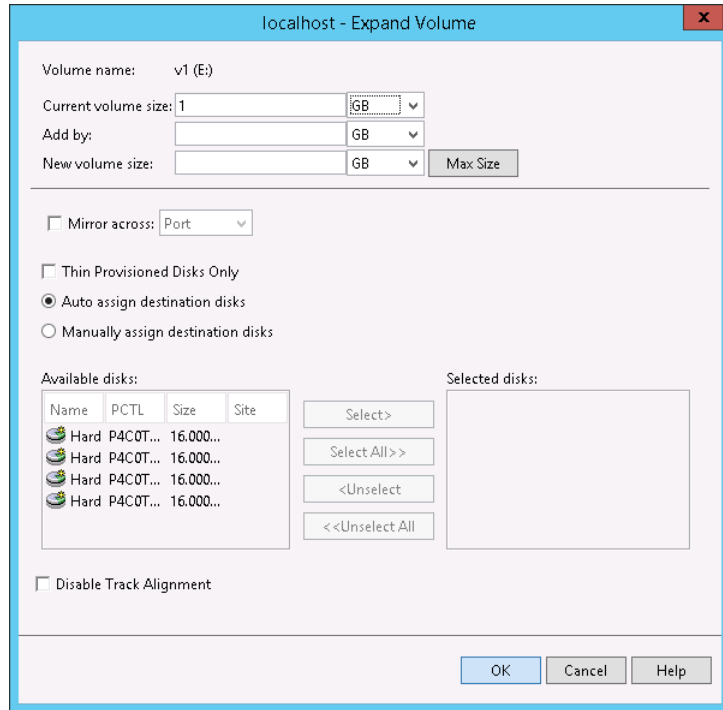 localhost - Expand Volume
x
Volume name: v1 (E:)
Current volume size: 1 GB
Add by: GB
New volume size: GB Max Size
Mirror across: Port
Thin Provisioned Disks Only
Auto assign destination disks
Manually assign destination disks
Available disks: Selected disks:
Name PCTL Size Site
Hard P4C0T... 16.000...
Hard P4C0T... 16.000...
Hard P4C0T... 16.000...
Hard P4C0T... 16.000...
Select>
Select All>>
<Unselect
<<Unselect All
Disable Track Alignment
OK Cancel Help